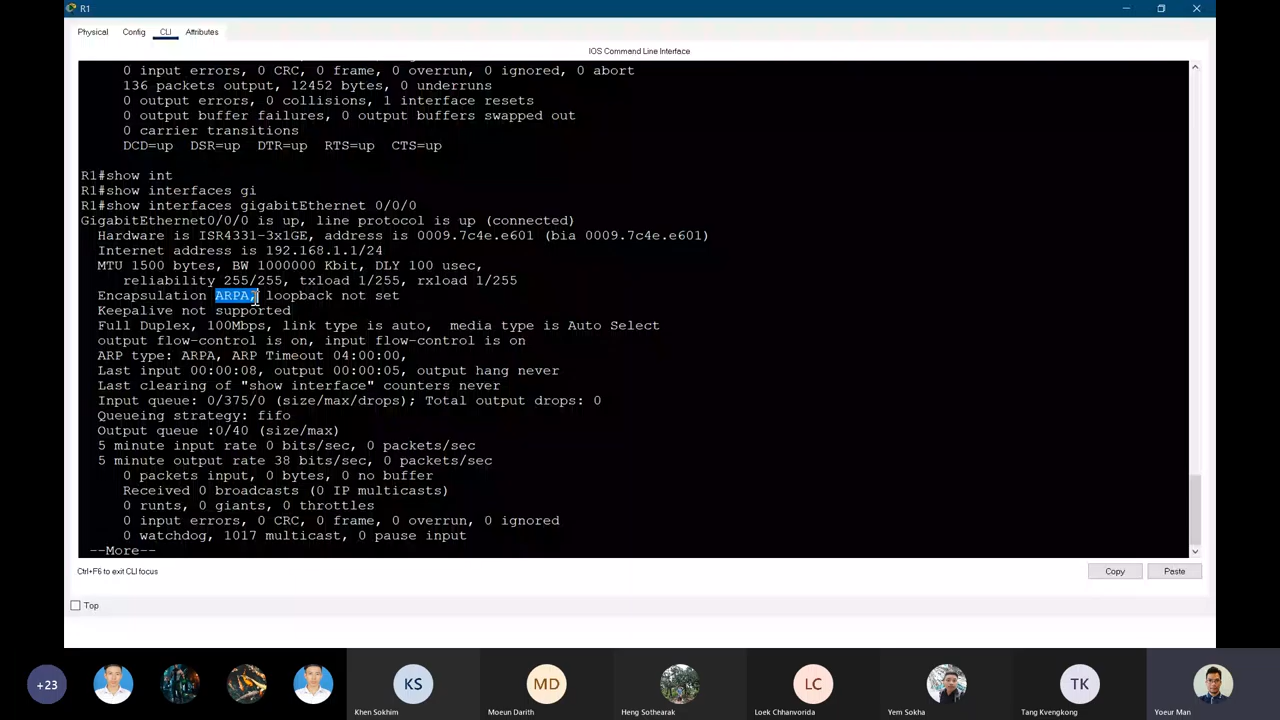 R1
Physical Config CLI Attributes
IOS Command Line Interface
0 input errors, 0 CRC, 0 frame, 0 overrun, 0 ignored, 0 abort
136 packets output, 12452 bytes, 0 underruns
0 output errors, 0 collisions, 1 interface resets
0 output buffer failures, 0 output buffers swapped out
0 carrier transitions
DCD=up DSR=up DTR=up RTS=up CTS=up
R1#show int
R1#show interfaces gi
R1#show interfaces gigabitEthernet 0/0/0
GigabitEthernet0/0/0 is up, line protocol is up (connected)
Hardware is ISR4331-3x1GE, address is 0009.7c4e.e601 (bia 0009.7c4e.e601)
Internet address is 192.168.1.1/24
MTU 1500 bytes, BW 1000000 Kbit, DLY 100 usec,
reliability 255/255, txload 1/255, rxload 1/255
Encapsulation ARPA, loopback not set
Keepalive not supported
Full Duplex, 100Mbps, link type is auto, media type is Auto Select
output flow-control is on, input flow-control is on
ARP type: ARPA, ARP Timeout 04:00:00,
Last input 00:00:08, output 00:00:05, output hang never
Last clearing of "show interface" counters never
Input queue: 0/375/0 (size/max/drops); Total output drops: 0
Queueing strategy: fifo
Output queue :0/40 (size/max)
5 minute input rate 0 bits/sec, 0 packets/sec
5 minute output rate 38 bits/sec, 0 packets/sec
0 packets input, 0 bytes, 0 no buffer
Received 0 broadcasts (0 IP multicasts)
0 runts, 0 giants, 0 throttles
0 input errors, 0 CRC, 0 frame, 0 overrun, 0 ignored
0 watchdog, 1017 multicast, 0 pause input
--More--
Ctrl+F6 to exit CLI focus
Copy Paste
Top
+23 KS MD LC TK
Khen Sokhim Moeun Darith Heng Sothearak Loek Chhanvorida Yem Sokha Tang Kvengkong Yoeur Man